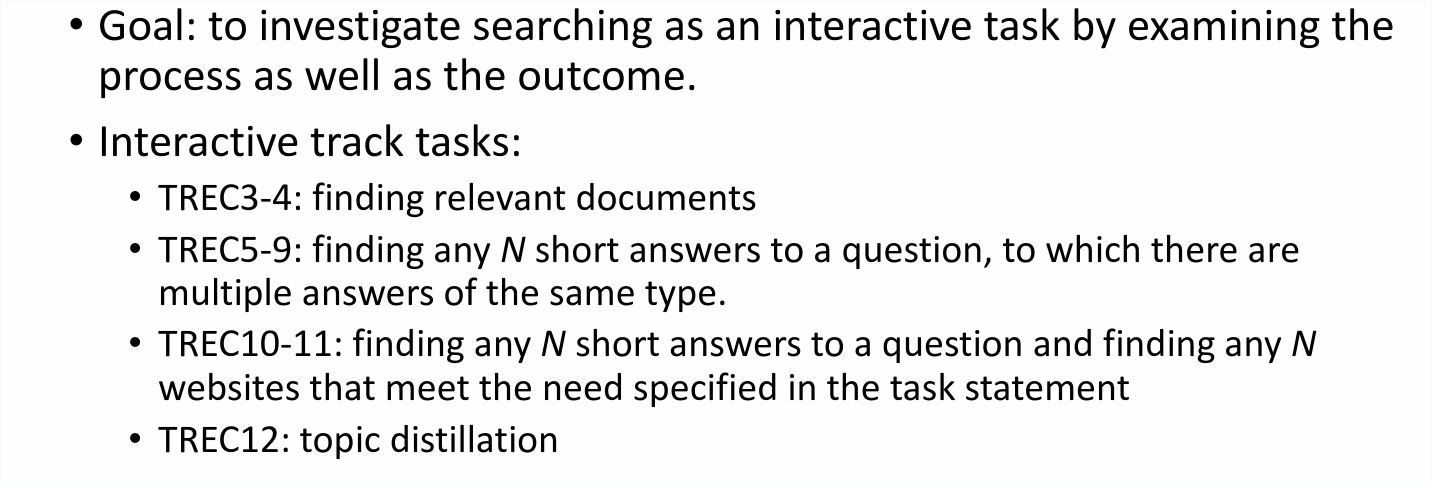 • Goal: to investigate searching as an interactive task by examining the
process as well as the outcome.
• Interactive track tasks:
• TREC3-4: finding relevant documents
• TREC5-9: finding any N short answers to a question, to which there are
multiple answers of the same type.
• TREC10-11: finding any N short answers to a question and finding any N
websites that meet the need specified in the task statement
• TREC12: topic distillation